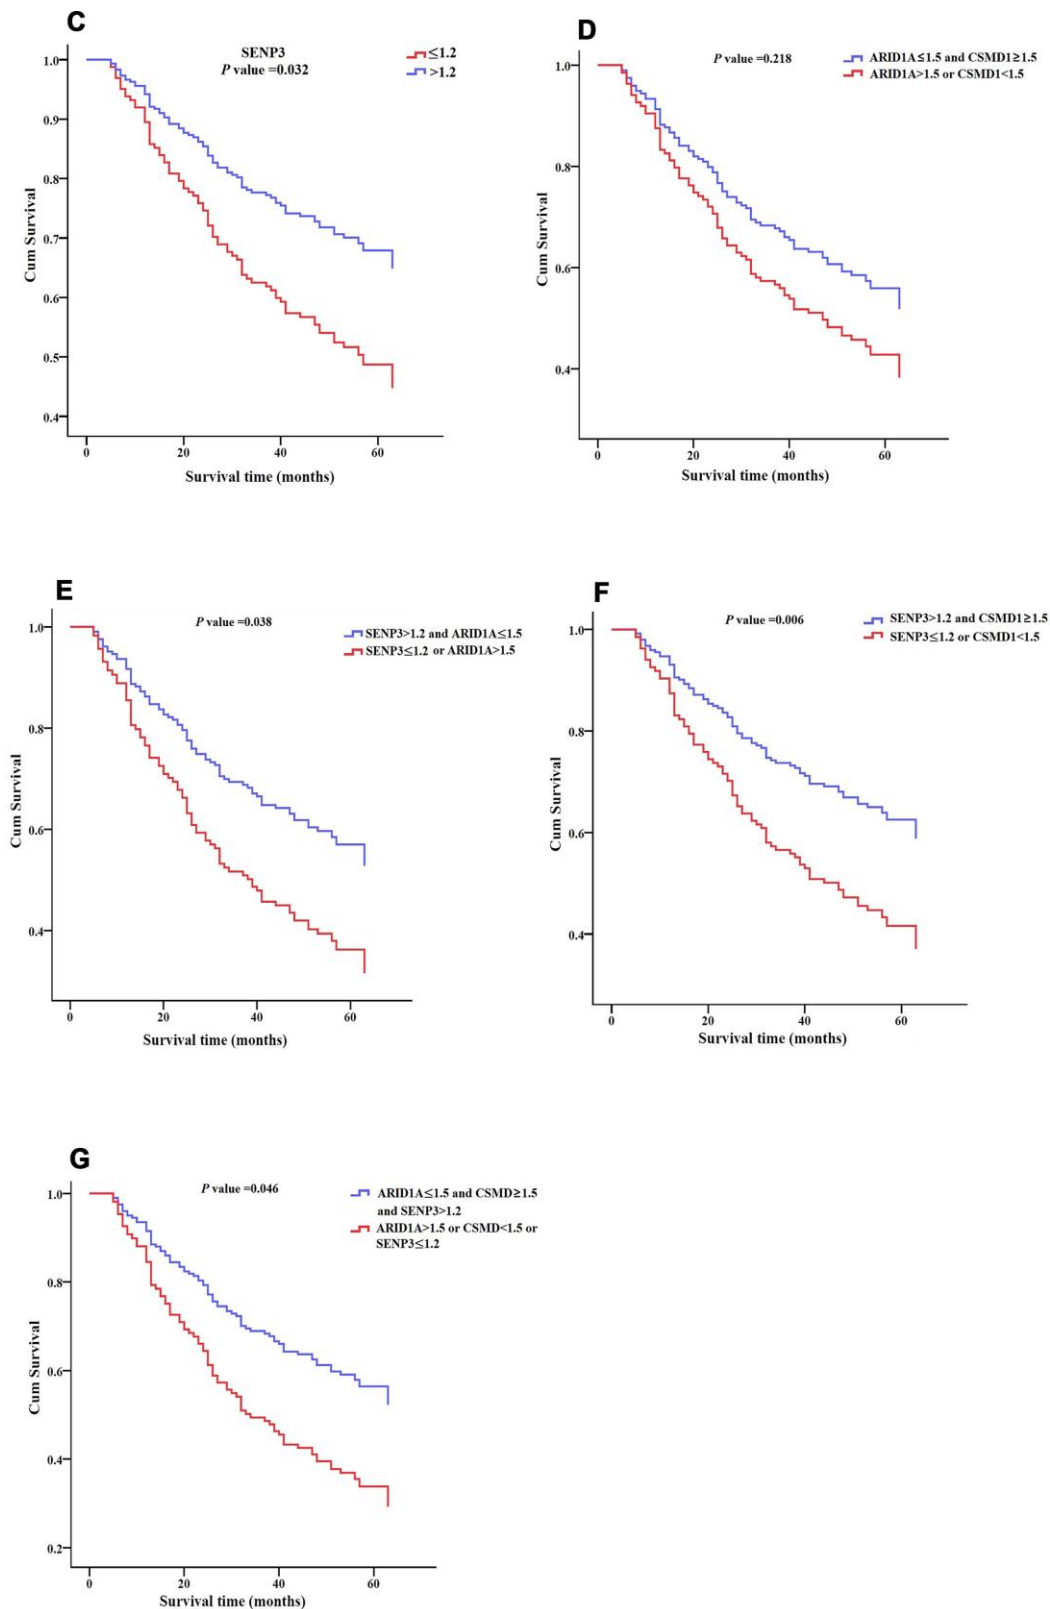 C
SENP3
P value =0.032
≤1.2
>1.2
1.0
0.9
0.8
0.7
0.6
0.5
0.4
Cum Survival
0
20
40
60
Survival time (months)
D
P value =0.218
ARID1A≤1.5 and CSMD1≥1.5
ARID1A>1.5 or CSMD1<1.5
1.0
0.8
0.6
0.4
Cum Survival
0
20
40
60
Survival time (months)
E
P value =0.038
SENP3>1.2 and ARID1A≤1.5
SENP3≤1.2 or ARID1A>1.5
1.0
0.8
0.6
0.4
Cum Survival
0
20
40
60
Survival time (months)
F
P value =0.006
SENP3>1.2 and CSMD1≥1.5
SENP3≤1.2 or CSMD1<1.5
1.0
0.8
0.6
0.4
Cum Survival
0
20
40
60
Survival time (months)
G
P value =0.046
ARID1A≤1.5 and CSMD≥1.5
and SENP3>1.2
ARID1A>1.5 or CSMD<1.5 or
SENP3≤1.2
1.0
0.8
0.6
0.4
0.2
Cum Survival
0
20
40
60
Survival time (months)